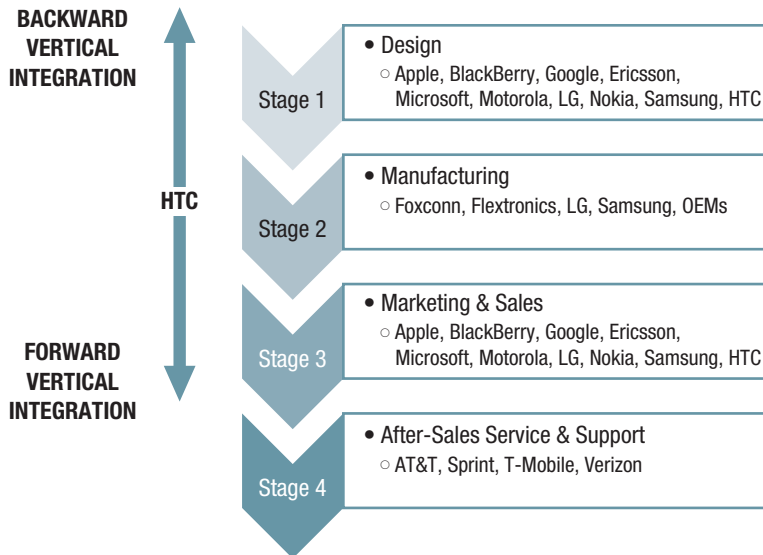 BACKWARD
VERTICAL
INTEGRATION
HTC
FORWARD
VERTICAL
INTEGRATION
Stage 1
• Design
○ Apple, BlackBerry, Google, Ericsson,
Microsoft, Motorola, LG, Nokia, Samsung, HTC
Stage 2
• Manufacturing
○ Foxconn, Flextronics, LG, Samsung, OEMs
Stage 3
• Marketing & Sales
○ Apple, BlackBerry, Google, Ericsson,
Microsoft, Motorola, LG, Nokia, Samsung, HTC
Stage 4
• After-Sales Service & Support
○ AT&T, Sprint, T-Mobile, Verizon